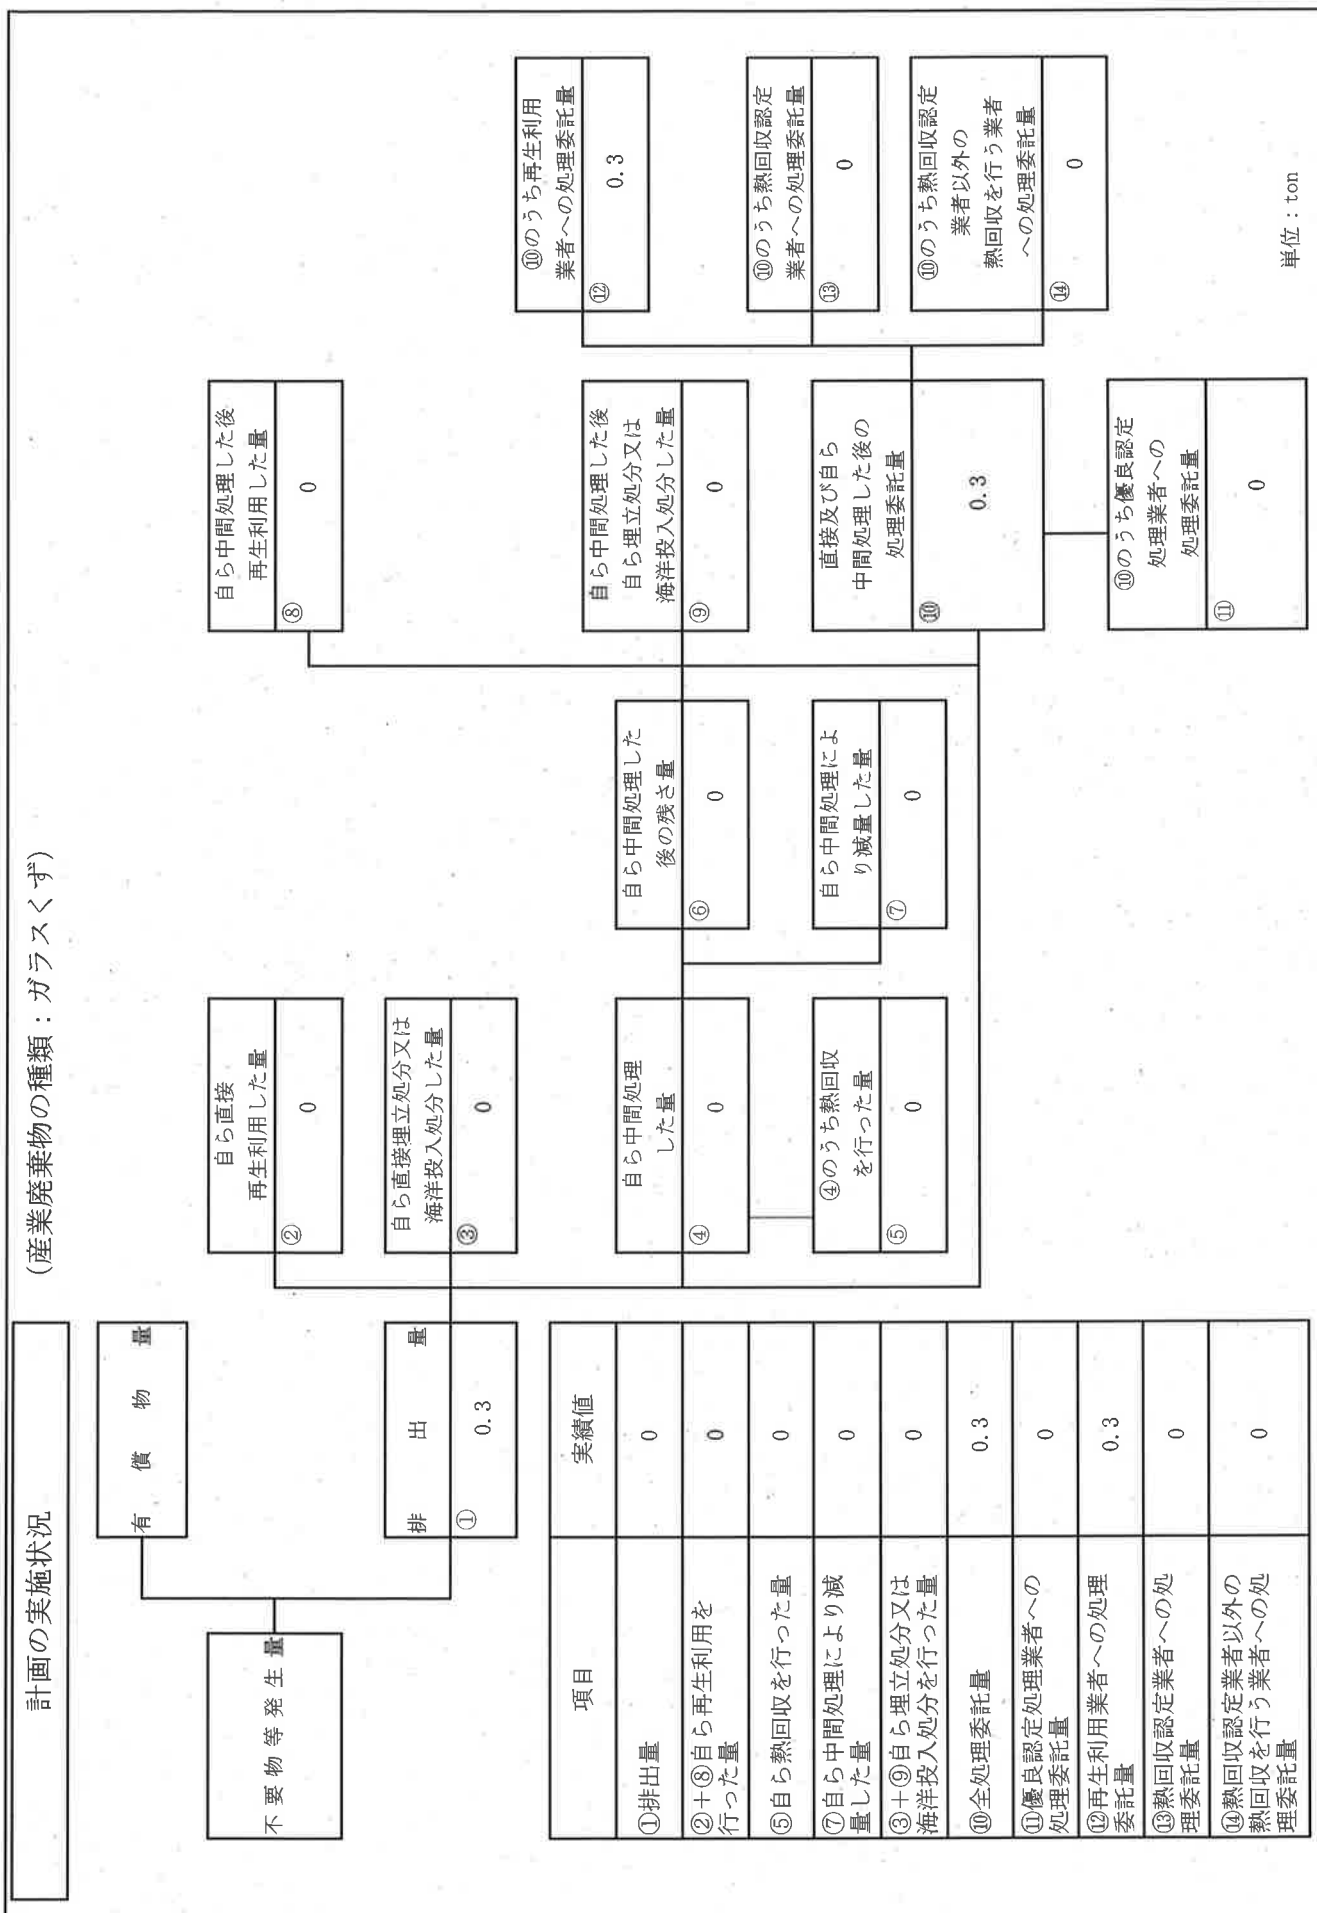 計画の実施状況
(産業廃棄物の種類：ガラスくず)
不要物等発生量
有償物量
排出量
①
0.3
自ら直接
再生利用した量
②
0
自ら直接埋立処分又は
海洋投入処分した量
③
0
自ら中間処理
した量
④
0
④のうち熱回収
を行った量
⑤
0
自ら中間処理した
後の残さ量
⑥
0
自ら中間処理によ
り減量した量
⑦
0
自ら中間処理した後
再生利用した量
⑧
0
自ら中間処理した後
自ら埋立処分又は
海洋投入処分した量
⑨
0
直接及び自ら
中間処理した後の
処理委託量
⑩
0.3
⑩のうち優良認定
処理業者への
処理委託量
⑪
0
⑩のうち再生利用
業者への処理委託量
⑫
0.3
⑩のうち熱回収認定
業者への処理委託量
⑬
0
⑩のうち熱回収認定
業者以外の
熱回収を行う業者
への処理委託量
⑭
0
項目 実績値
①排出量 0
②＋⑧自ら再生利用を
行った量 0
⑤自ら熱回収を行った量 0
⑦自ら中間処理により減
量した量 0
③＋⑨自ら埋立処分又は
海洋投入処分を行った量 0
⑩全処理委託量 0.3
⑪優良認定処理業者への
処理委託量 0
⑫再生利用業者への処理
委託量 0.3
⑬熱回収認定業者への処
理委託量 0
⑭熱回収認定業者以外の
熱回収を行う業者への処
理委託量 0
単位：ton